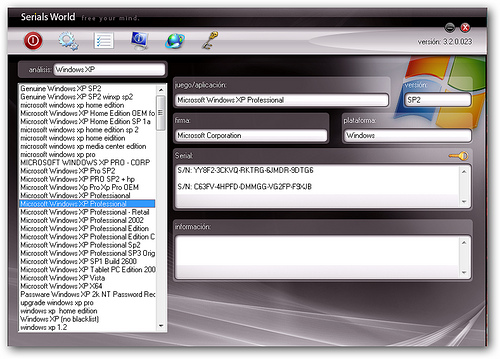 Serials World free your mind.
versión: 3.2.0.023
análisis: Windows XP
Genuine Windows XP SP2
Genuine Windows XP SP2 winxp sp2
microsoft windows xp home edition
Microsoft Windows XP Home Edition OEM fo
Microsoft Windows XP Home Edition SP 1a
microsoft windows xp home edition sp 2
microsoft windows xp home edition
microsoft windows xp media center edition
microsoft windows xp pro
MICROSOFT WINDOWS XP PRO - CORP
Microsoft Windows XP Pro SP2
Microsoft Windows XP PRO SP2 + hp
Microsoft Windows Xp Pro Xp Pro OEM
Microsoft Windows XP Professiaonal
Microsoft Windows XP Professional
Microsoft Windows XP Professional - Retail
Microsoft Windows XP Professional 2002
Microsoft Windows XP Professional Edition
Microsoft Windows XP Professional Edition C
Microsoft Windows XP Professional Sp2
Microsoft Windows XP Professional SP3 Orig
Microsoft Windows XP SP1 Build 2600
Microsoft Windows XP Tablet PC Edition 200
Microsoft Windows XP Vista
Microsoft Windows XP X64
Passware Windows XP 2k NT Password Rec
upgrade windows xp pro
windows xp home edition
Windows XP (no blacklist)
windows xp 1.2
juego/aplicación:
Microsoft Windows XP Professional
versión:
SP2
firma:
Microsoft Corporation
plataforma:
Windows
Serial:
S/N: YY8F2-3CKVQ-RKTRG-6JMDR-9DTG6
S/N: C63FV-4HPFD-DMMGG-VG2FP-
información: